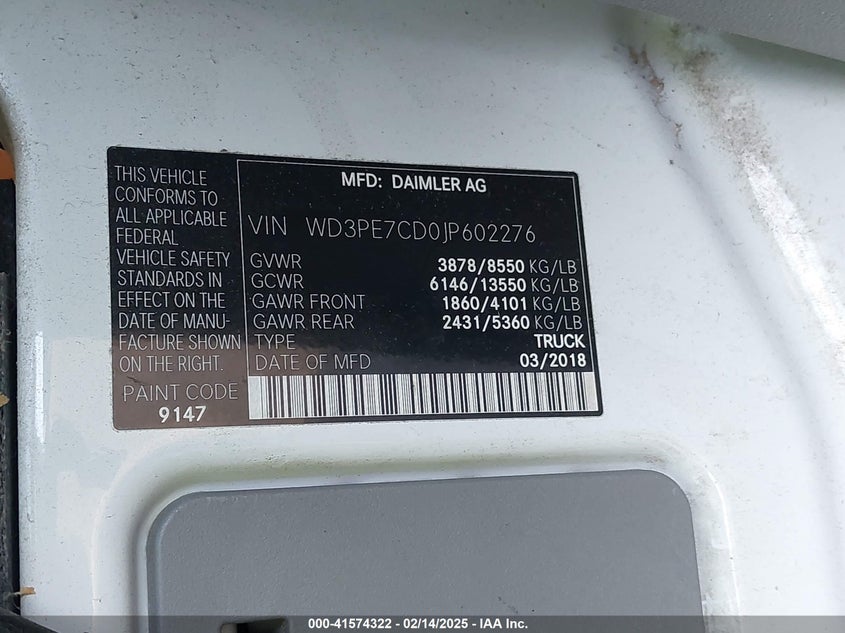 THIS VEHICLE
CONFORMS TO
ALL APPLICABLE
FEDERAL
VEHICLE SAFETY
STANDARDS IN
EFFECT ON THE
DATE OF MANU-
FACTURE SHOWN
ON THE RIGHT.
PAINT CODE
9147
MFD: DAIMLER AG
VIN WD3PE7CD0JP602276
GVWR 3878/8550 KG/LB
GCWR 6146/13550 KG/LB
GAWR FRONT 1860/4101 KG/LB
GAWR REAR 2431/5360 KG/LB
TYPE TRUCK
DATE OF MFD 03/2018
000-41574322 - 02/14/2025 - IAA Inc.